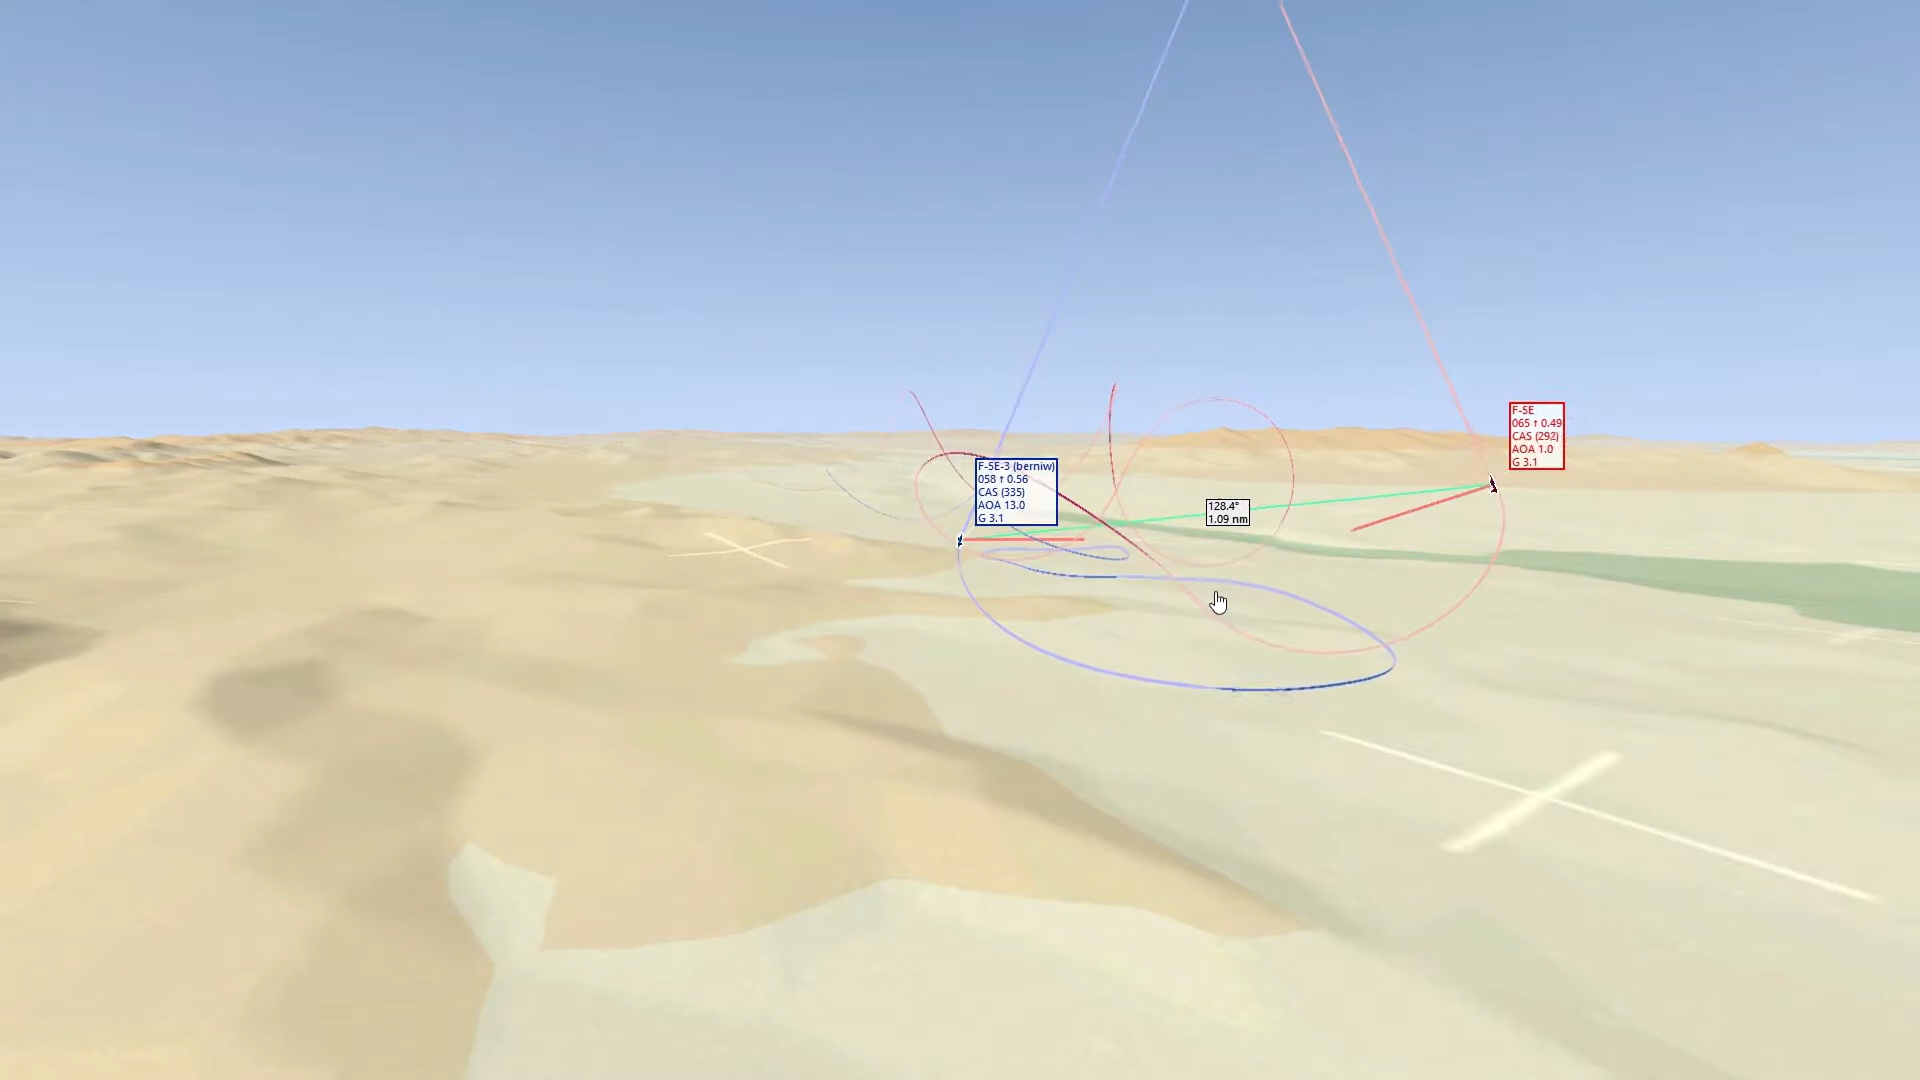 F-5E
065 ↑ 0.49
CAS (292)
AOA 1.0
G 3.1
F-5E-3 (berniw)
058 ↑ 0.56
CAS (335)
AOA 13.0
G 3.1
128.4°
1.09 nm